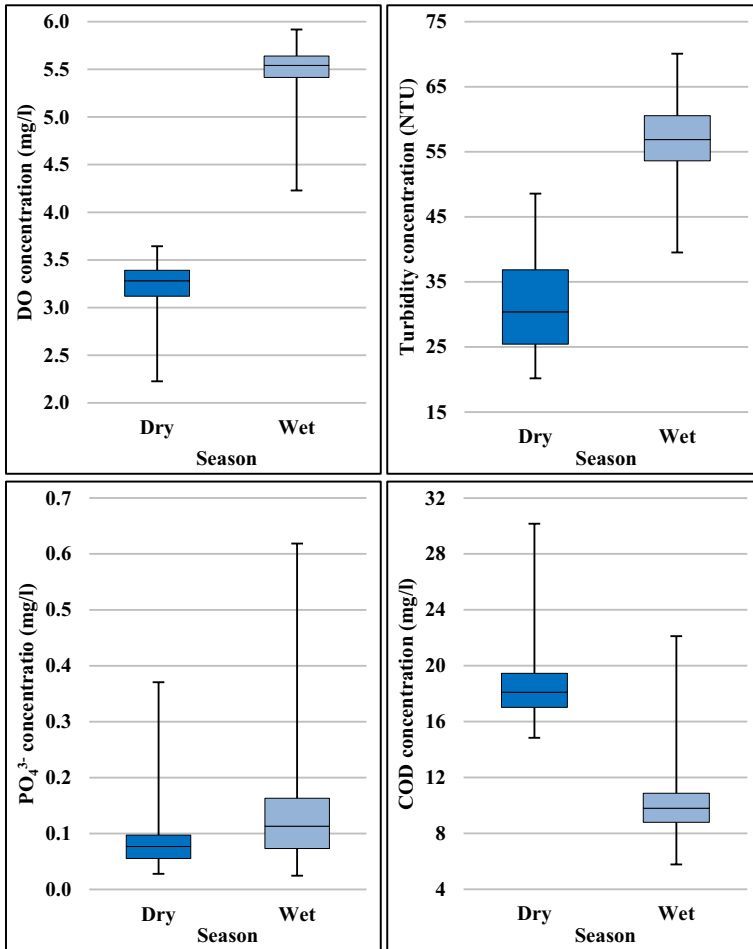 DO concentration (mg/l)
6.0
5.5
5.0
4.5
4.0
3.5
3.0
2.5
2.0
Dry
Wet
Season
Turbidity concentration (NTU)
75
65
55
45
35
25
15
Dry
Wet
Season
PO₄³⁻ concentratio (mg/l)
0.7
0.6
0.5
0.4
0.3
0.2
0.1
0.0
Dry
Wet
Season
COD concentration (mg/l)
32
28
24
20
16
12
8
4
Dry
Wet
Season